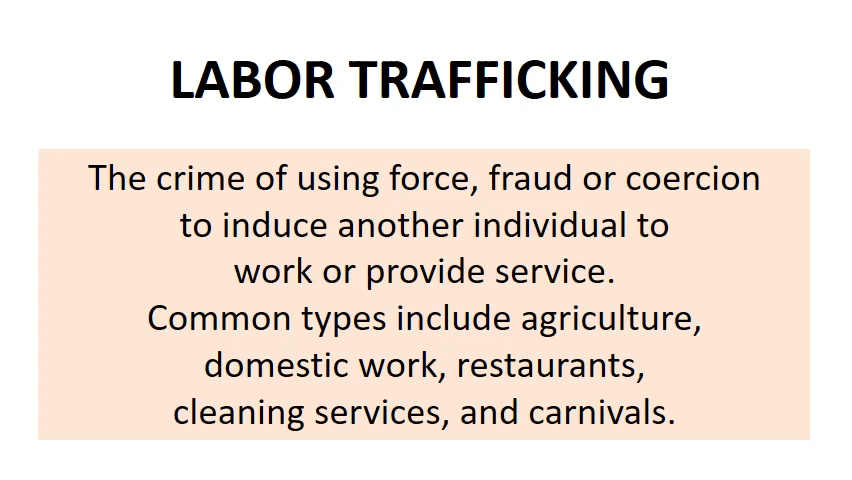 LABOR TRAFFICKING
The crime of using force, fraud or coercion
to induce another individual to
work or provide service.
Common types include agriculture,
domestic work, restaurants,
cleaning services, and carnivals.